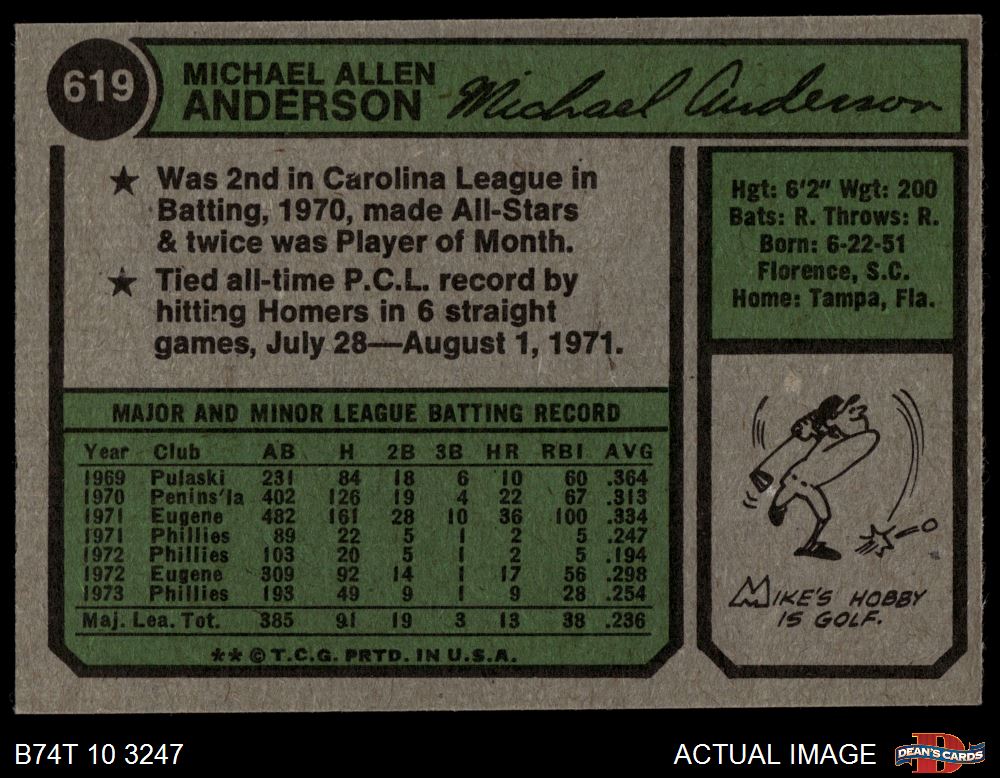 619
MICHAEL ALLEN
ANDERSON
Michael Anderson
★ Was 2nd in Carolina League in
Batting, 1970, made All-Stars
& twice was Player of Month.
★ Tied all-time P.C.L. record by
hitting Homers in 6 straight
games, July 28—August 1, 1971.
Hgt: 6'2" Wgt: 200
Bats: R. Throws: R.
Born: 6-22-51
Florence, S.C.
Home: Tampa, Fla.
MAJOR AND MINOR LEAGUE BATTING RECORD
Year Club AB H 2B 3B HR RBI AVG
1969 Pulaski 231 84 18 6 10 60 .364
1970 Penins'la 402 126 19 4 22 67 .313
1971 Eugene 482 161 28 10 36 100 .334
1971 Phillies 89 22 5 1 2 5 .247
1972 Phillies 103 20 5 1 2 5 .194
1972 Eugene 309 92 14 1 17 56 .298
1973 Phillies 193 49 9 1 9 28 .254
Maj. Lea. Tot. 385 91 19 3 13 38 .236
** © T.C.G. PRTD. IN U.S.A.
MIKE'S HOBBY
IS GOLF.
B74T 10 3247
ACTUAL IMAGE
DEAN'S CARDS